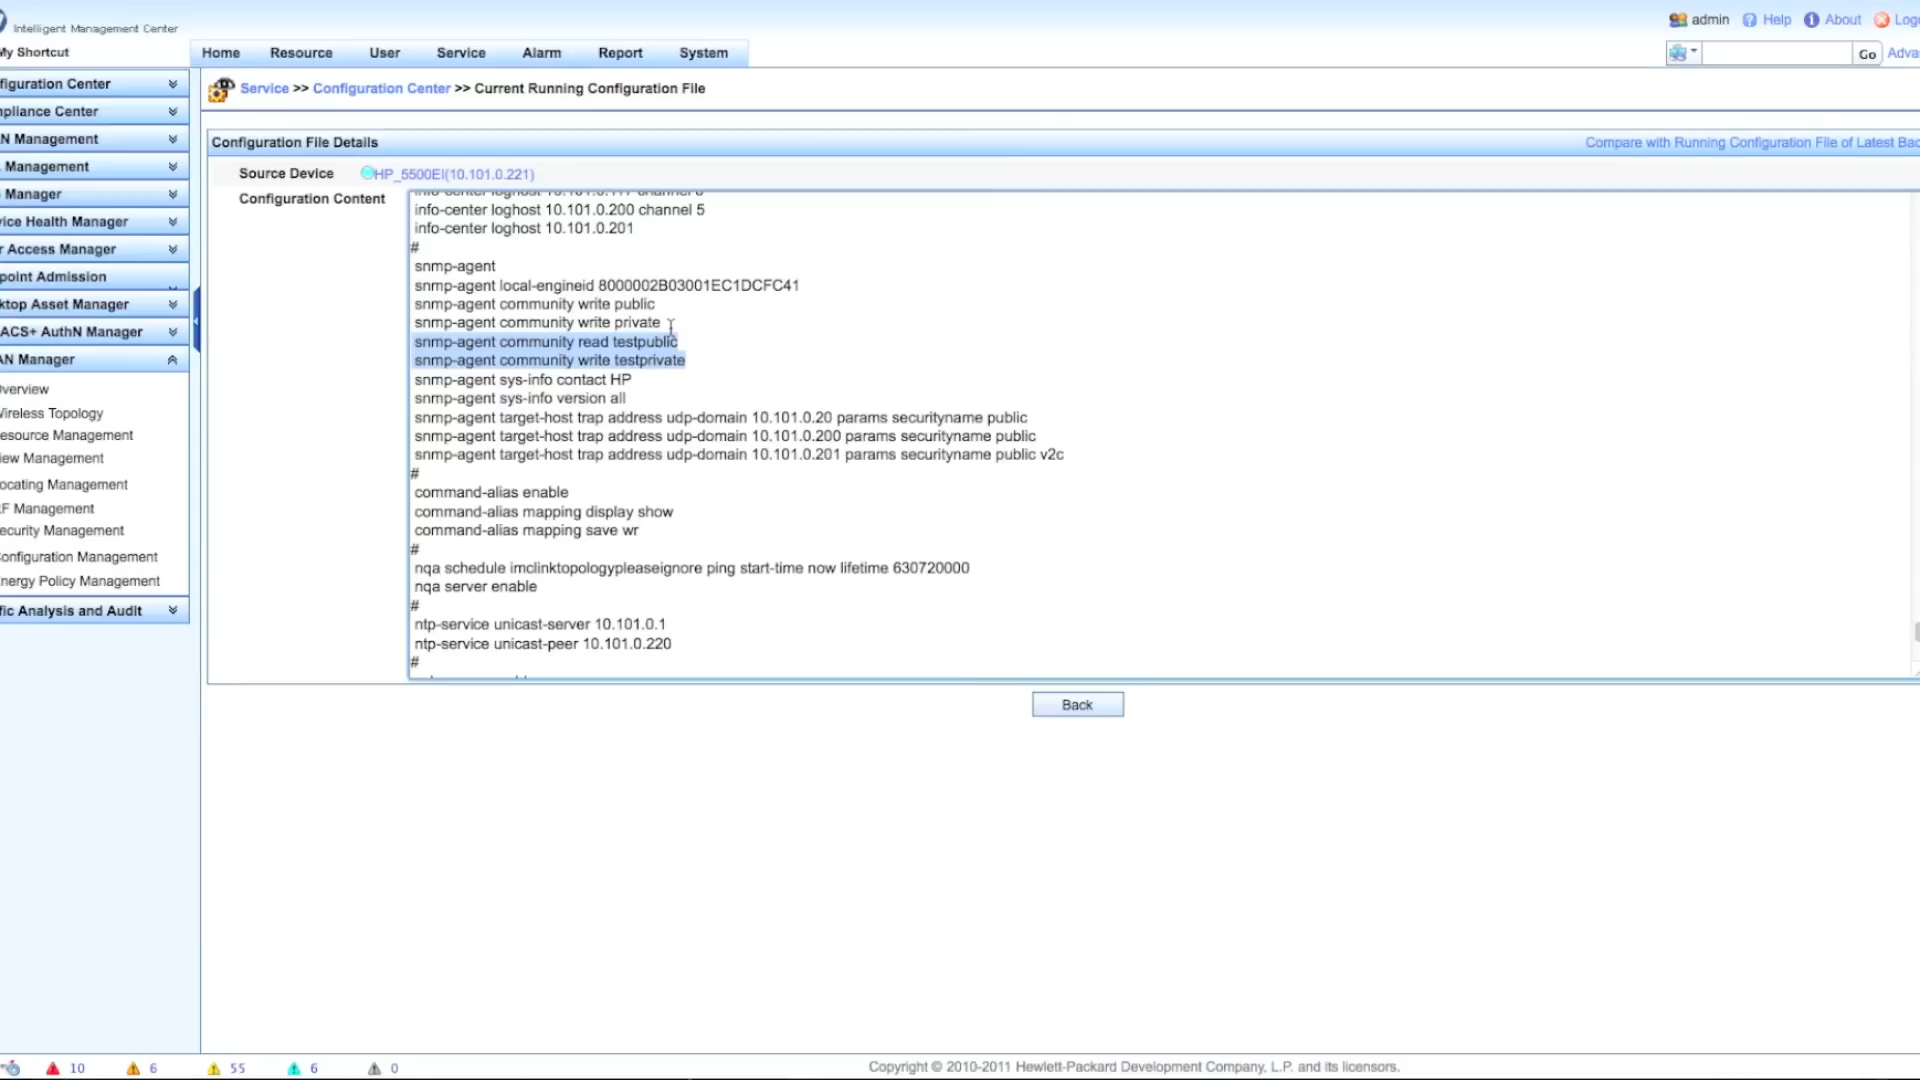 Intelligent Management Center
admin Help About
My Shortcut
Home Resource User Service Alarm Report System
Go
figuration Center
npliance Center
N Management
Management
Manager
vice Health Manager
r Access Manager
point Admission
ktop Asset Manager
ACS+ AuthN Manager
AN Manager
verview
Vireless Topology
esource Management
iew Management
ocating Management
F Management
ecurity Management
onfiguration Management
nergy Policy Management
fic Analysis and Audit
Service >> Configuration Center >> Current Running Configuration File
Configuration File Details
Compare with Running Configuration File of Latest Bac
Source Device HP_5500EI(10.101.0.221)
Configuration Content
info-center loghost 10.101.0.200 channel 5
info-center loghost 10.101.0.201
#
snmp-agent
snmp-agent local-engineid 8000002B03001EC1DCFC41
snmp-agent community write public
snmp-agent community write private
snmp-agent community read testpublic
snmp-agent community write testprivate
snmp-agent sys-info contact HP
snmp-agent sys-info version all
snmp-agent target-host trap address udp-domain 10.101.0.20 params securityname public
snmp-agent target-host trap address udp-domain 10.101.0.200 params securityname public
snmp-agent target-host trap address udp-domain 10.101.0.201 params securityname public v2c
#
command-alias enable
command-alias mapping display show
command-alias mapping save wr
#
nqa schedule imclinktopologypleaseignore ping start-time now lifetime 630720000
nqa server enable
#
ntp-service unicast-server 10.101.0.1
ntp-service unicast-peer 10.101.0.220
#
Back
10 6 55 6 0
Copyright © 2010-2011 Hewlett-Packard Development Company, L.P. and its licensors.